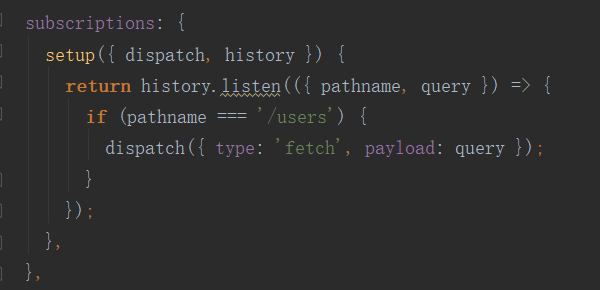 subscriptions: {
  setup({ dispatch, history }) {
    return history.listen(({ pathname, query }) => {
      if (pathname === '/users') {
        dispatch({ type: 'fetch', payload: query });
      }
    });
  },
},